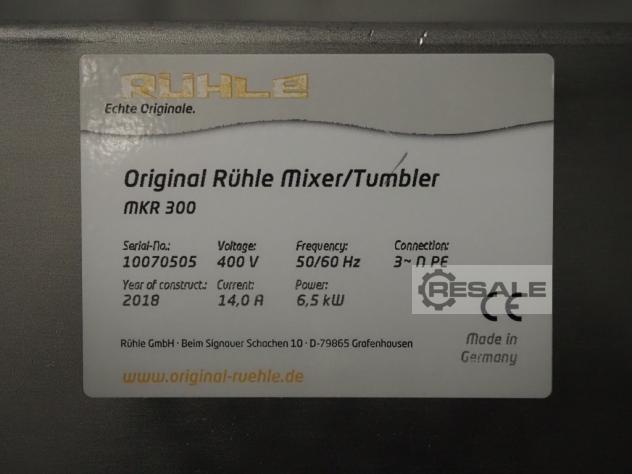 RÜHLE
Echte Originale.
Original Rühle Mixer/Tumbler
MKR 300
Serial-No.: Voltage: Frequency: Connection:
10070505 400 V 50/60 Hz 3~ N PE
Year of construct.: Current: Power:
2018 14,0 A 6,5 kW
RESALE
CE
Rühle GmbH · Beim Signauer Schachen 10 · D-79865 Grafenhausen
Made in
Germany
www.original-ruehle.de